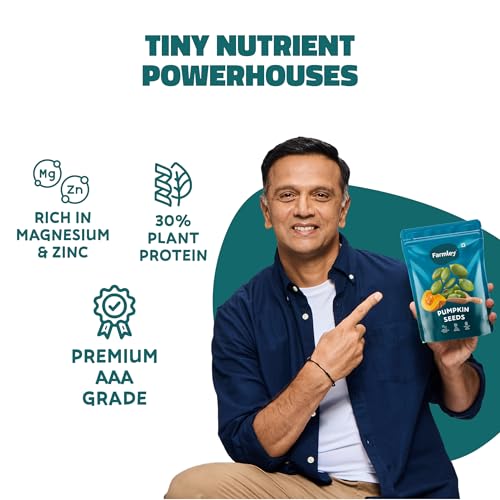 TINY NUTRIENT
POWERHOUSES
Mg
Zn
RICH IN
MAGNESIUM
& ZINC
30%
PLANT
PROTEIN
PREMIUM
AAA
GRADE
Farmley
PUMPKIN
SEEDS